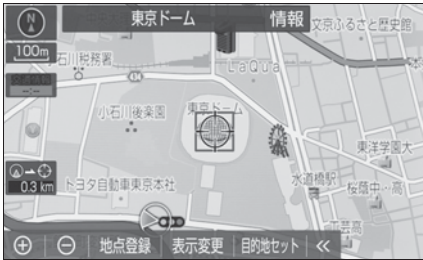 N
東京ドーム
情報
文京ふるさと歴史館
100m
石川税務署
LaQua
--:--
小石川後楽園
東京ドーム
東洋学園大
0.3 km
トヨタ自動車東京本社
水道橋駅
桜蔭中・高
工芸高
地点登録
表示変更
目的地セット